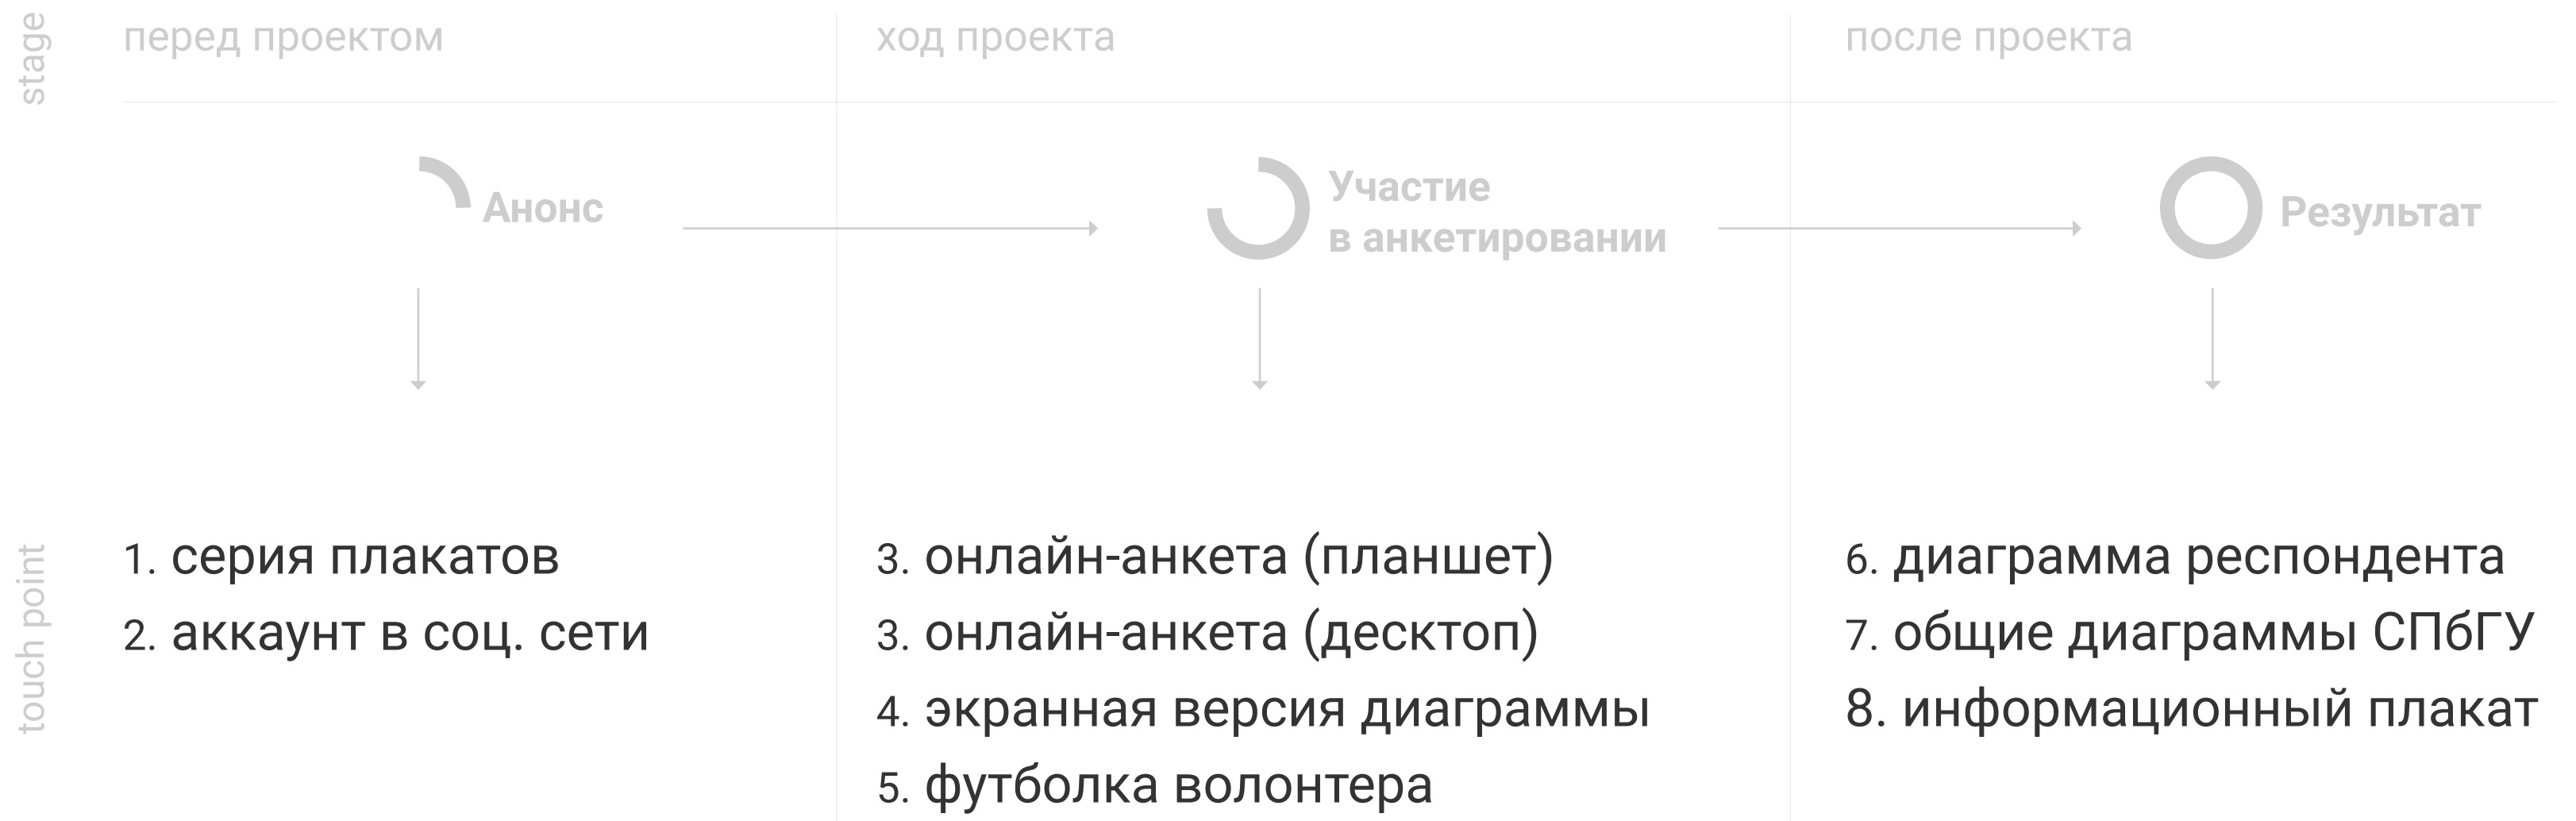 stage
перед проектом
ход проекта
после проекта
Анонс
Участие
в анкетировании
Результат
touch point
1. серия плакатов
2. аккаунт в соц. сети
3. онлайн-анкета (планшет)
3. онлайн-анкета (десктоп)
4. экранная версия диаграммы
5. футболка волонтера
6. диаграмма респондента
7. общие диаграммы СПбГУ
8. информационный плакат